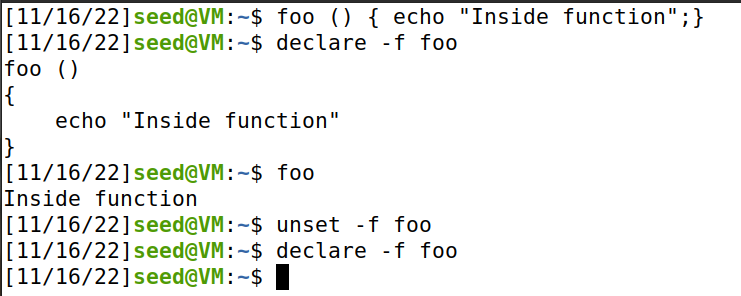 [11/16/22]seed@VM:~$ foo () { echo "Inside function";}
[11/16/22]seed@VM:~$ declare -f foo
foo ()
{
    echo "Inside function"
}
[11/16/22]seed@VM:~$ foo
Inside function
[11/16/22]seed@VM:~$ unset -f foo
[11/16/22]seed@VM:~$ declare -f foo
[11/16/22]seed@VM:~$